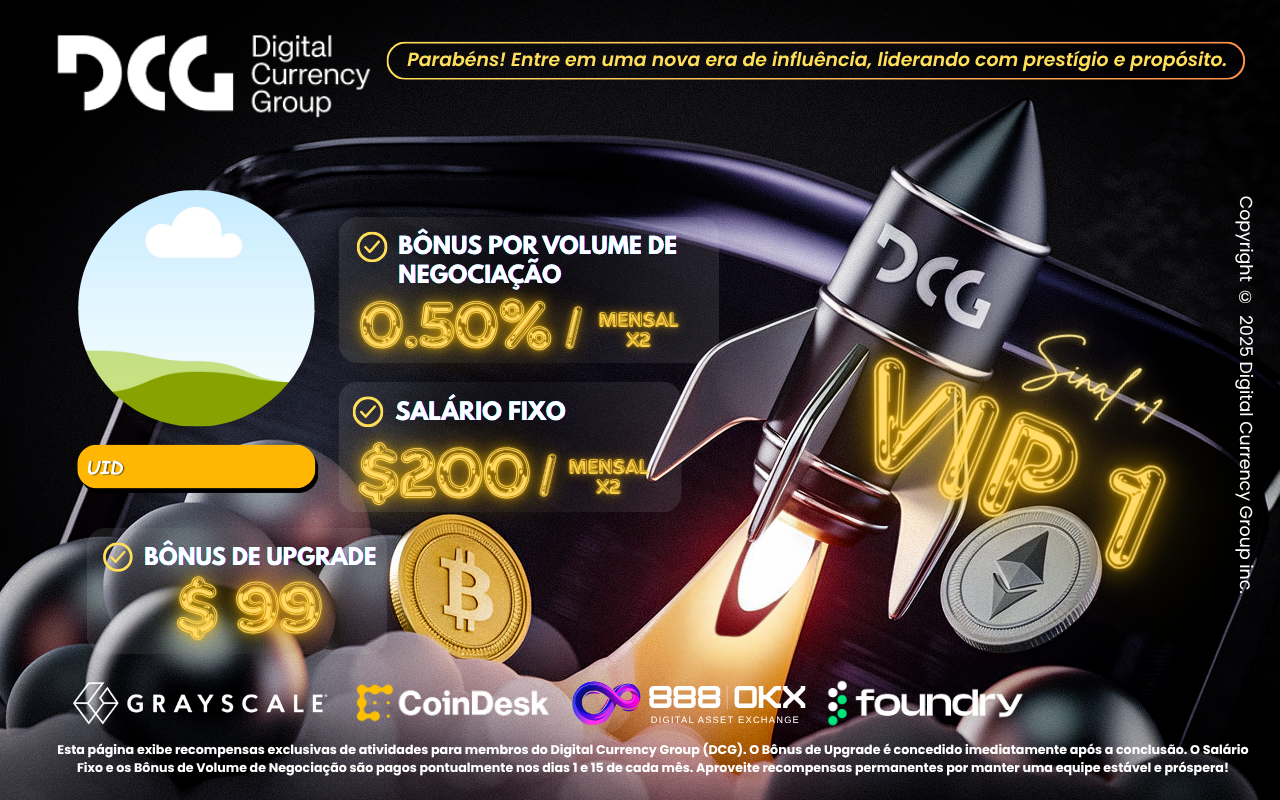 DCG Digital
Currency
Group
Parabéns! Entre em uma nova era de influência, liderando com prestígio e propósito.
DCG
BÔNUS POR VOLUME DE
NEGOCIAÇÃO
0.50% / MENSAL
X2
SALÁRIO FIXO
$200 / MENSAL
X2
Sinal +1
VIP 1
UID
BÔNUS DE UPGRADE
$ 99
Copyright © 2025 Digital Currency Group Inc.
GRAYSCALE
CoinDesk
888 OKX
DIGITAL ASSET EXCHANGE
foundry
Esta página exibe recompensas exclusivas de atividades para membros do Digital Currency Group (DCG). O Bônus de Upgrade é concedido imediatamente após a conclusão. O Salário
Fixo e os Bônus de Volume de Negociação são pagos pontualmente nos dias 1 e 15 de cada mês. Aproveite recompensas permanentes por manter uma equipe estável e próspera!